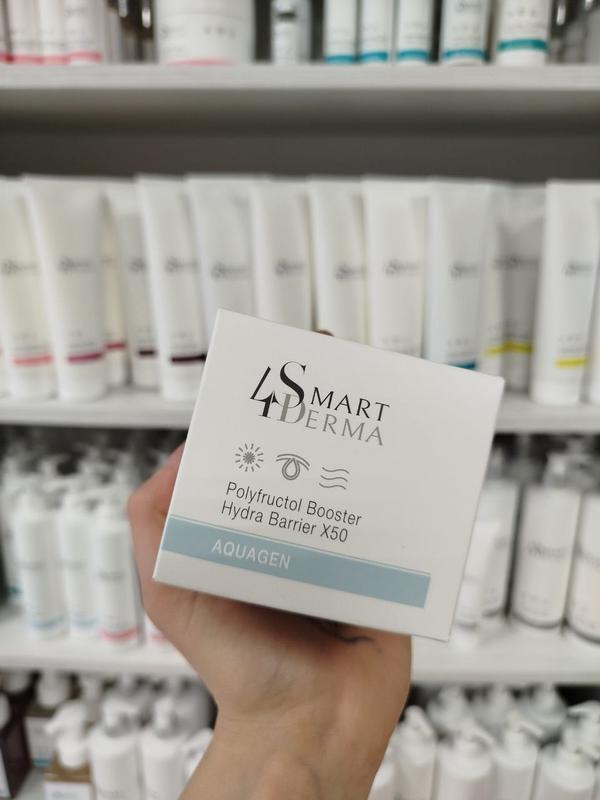 4SMART
DERMA
Polyfructol Booster
Hydra Barrier X50
AQUAGEN